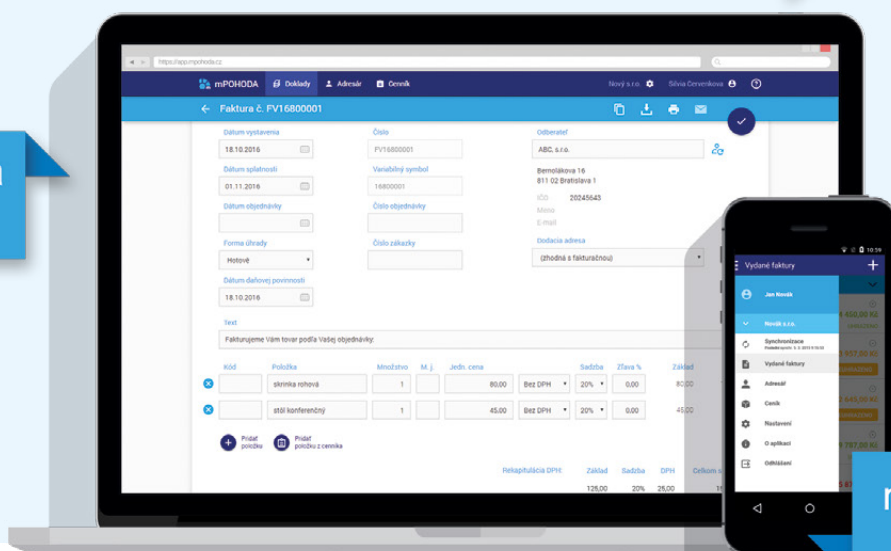 https://app.mpohoda.cz
mPOHODA Doklady Adresár Cenník Nový s.r.o. Silvia Červenkova
Faktúra č. FV16800001
Dátum vystavenia Číslo Odberateľ
18.10.2016 FV16800001 ABC, s.r.o.
Dátum splatnosti Variabilný symbol
01.11.2016 16800001
Bernolákova 16
811 02 Bratislava 1
IČO 20245643
Meno
E-mail
Dátum objednávky Číslo objednávky
Forma úhrady Číslo zákazky Dodacia adresa
Hotově (zhodná s fakturačnou)
Dátum daňovej povinnosti
18.10.2016
Text
Fakturujeme Vám tovar podľa Vašej objednávky:
Kód Položka Množstvo M. j. Jedn. cena Sadzba Zľava % Základ
skrinka rohová 1 80,00 Bez DPH 20% 0,00 80,00
stôl konferenčný 1 45,00 Bez DPH 20% 0,00 45,00
Pridať položku
Pridať položku z cenníka
Rekapitulácia DPH: Základ Sadzba DPH Celkom s
125,00 20% 25,00
10:59
Vydané faktury
Jan Novák
Novák s.r.o.
Synchronizace
Vydané faktury
Adresář
Ceník
Nastavení
O aplikaci
Odhlášení